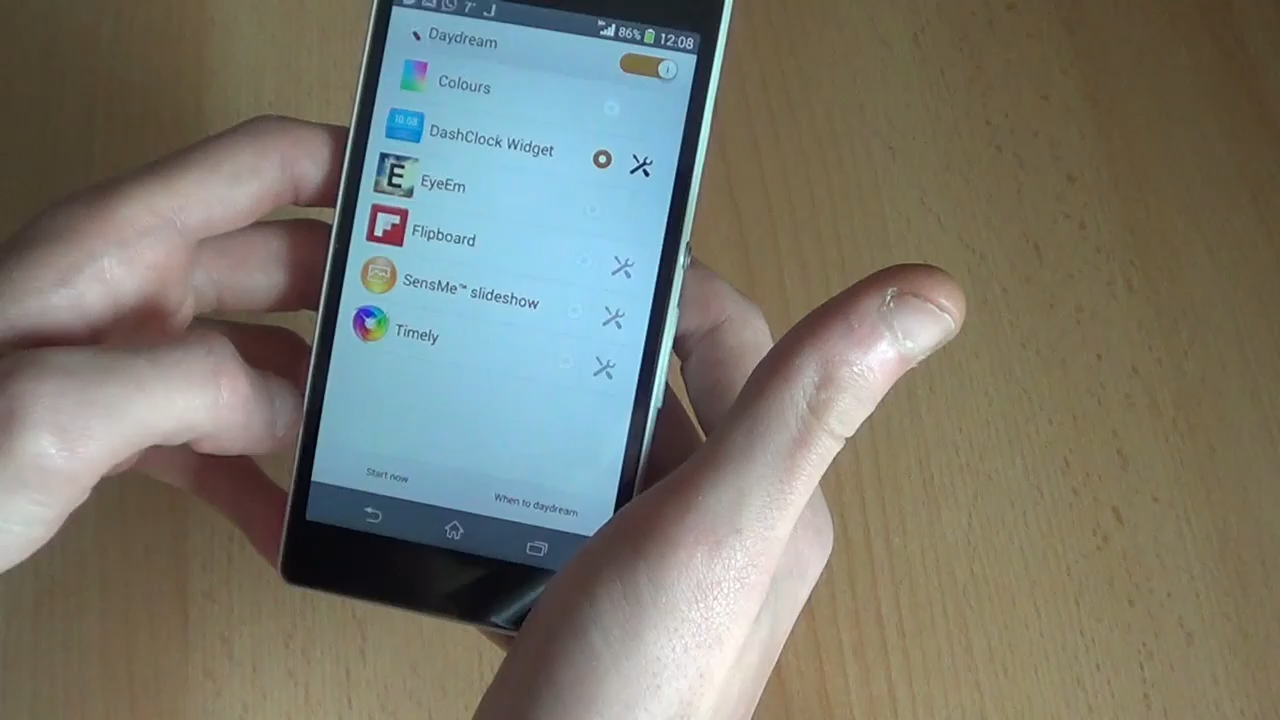 86% 12:08
Daydream
Colours
10:08
DashClock Widget
E
EyeEm
Flipboard
SensMe™ slideshow
Timely
Start now
When to daydream